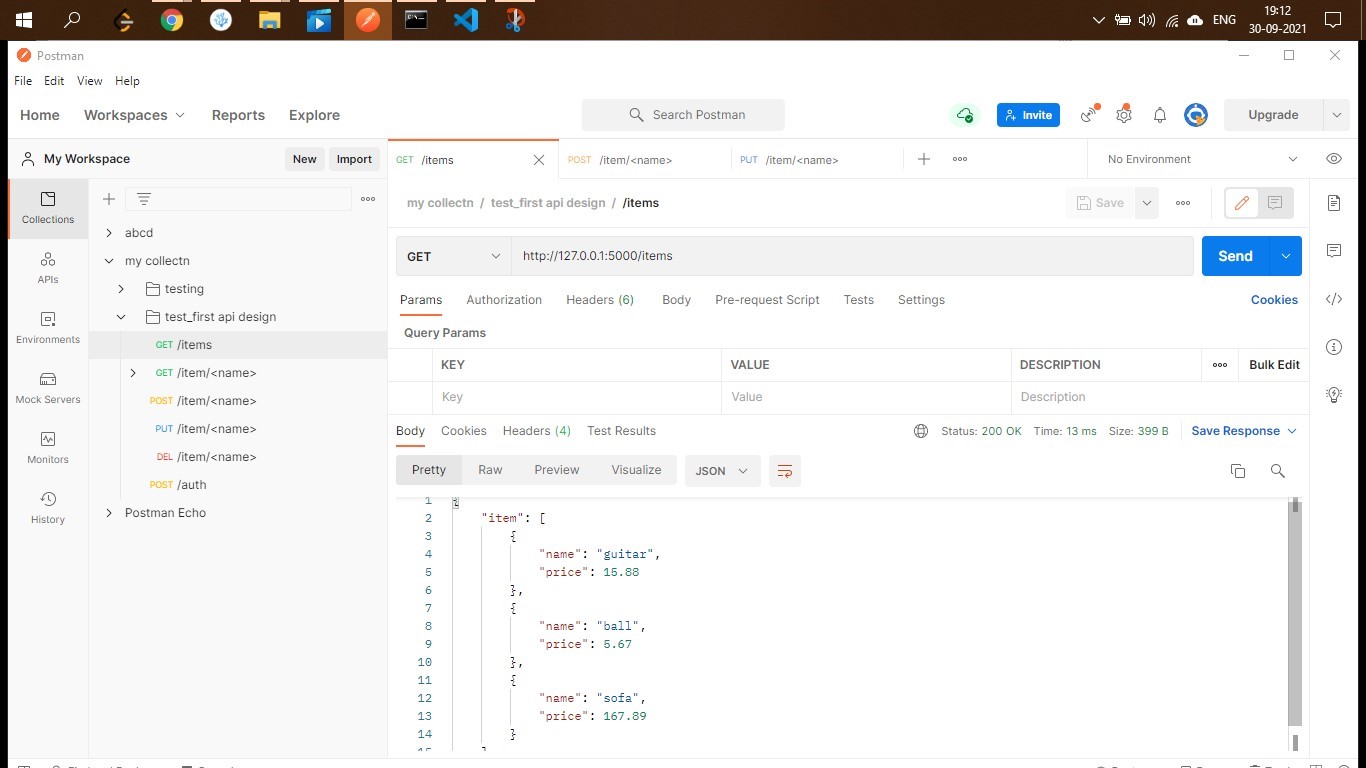 ENG
19:12
30-09-2021
Postman
File Edit View Help
Home Workspaces Reports Explore
Search Postman
Invite
Upgrade
My Workspace
New Import
GET /items
POST /item/<name>
PUT /item/<name>
No Environment
Collections
APIs
Environments
Mock Servers
Monitors
History
abcd
my collectn
testing
test_first api design
GET /items
GET /item/<name>
POST /item/<name>
PUT /item/<name>
DEL /item/<name>
POST /auth
Postman Echo
my collectn / test_first api design / /items
Save
GET http://127.0.0.1:5000/items
Send
Params Authorization Headers (6) Body Pre-request Script Tests Settings Cookies
Query Params
KEY VALUE DESCRIPTION Bulk Edit
Key Value Description
Body Cookies Headers (4) Test Results Status: 200 OK Time: 13 ms Size: 399 B Save Response
Pretty Raw Preview Visualize JSON
1 {
2 "item": [
3 {
4 "name": "guitar",
5 "price": 15.88
6 },
7 {
8 "name": "ball",
9 "price": 5.67
10 },
11 {
12 "name": "sofa",
13 "price": 167.89
14 }